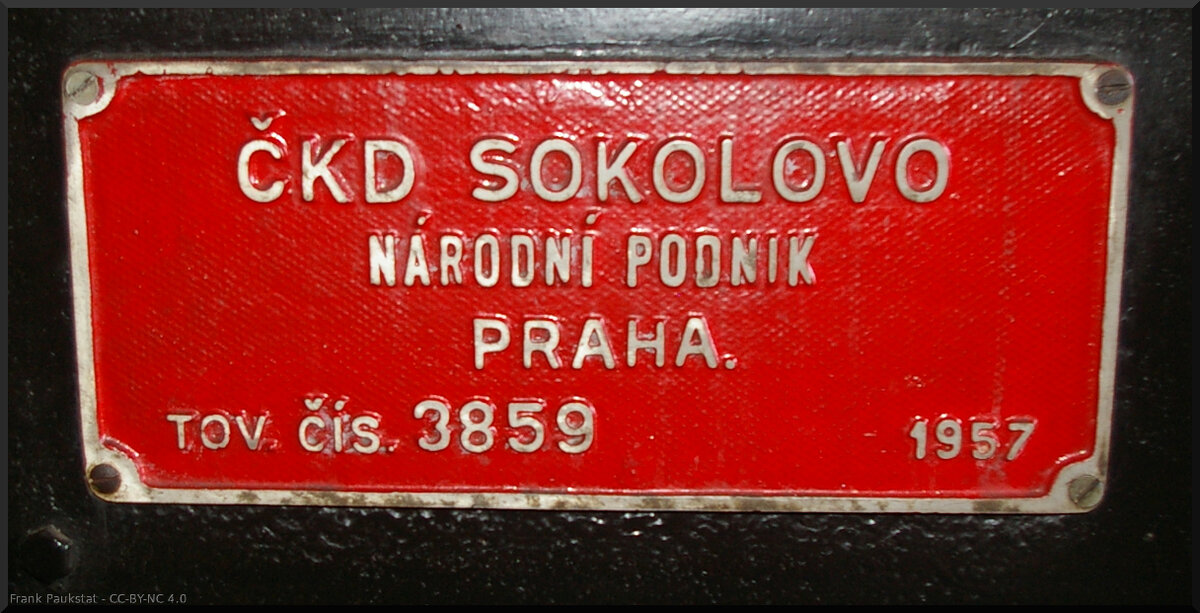 ČKD SOKOLOVO
NÁRODNÍ PODNIK
PRAHA.
TOV. čís. 3859 1957
Frank Paukstat - CC-BY-NC 4.0